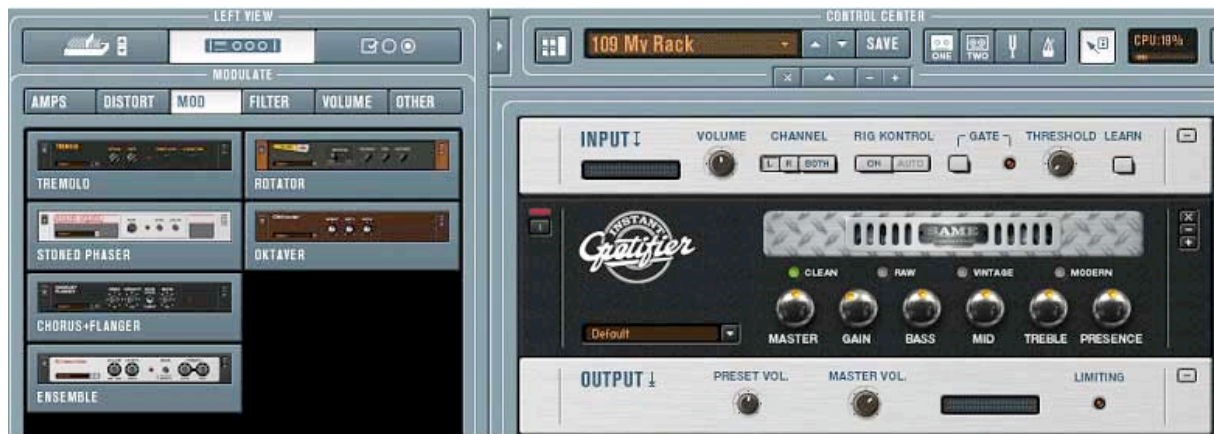 LEFT VIEW
MODULATE
AMPS DISTORT MOD FILTER VOLUME OTHER
TREMOLO
ROTATOR
STONED PHASER
OKTAVER
CHORUS+FLANGER
ENSEMBLE
CONTROL CENTER
109 My Rack
SAVE
ONE TWO
CPU:19%
INPUT
VOLUME CHANNEL RIG KONTROL GATE THRESHOLD LEARN
L R BOTH ON AUTO
INSTANT
Gratifier
SAME
CLEAN RAW VINTAGE MODERN
Default
MASTER GAIN BASS MID TREBLE PRESENCE
OUTPUT
PRESET VOL. MASTER VOL. LIMITING